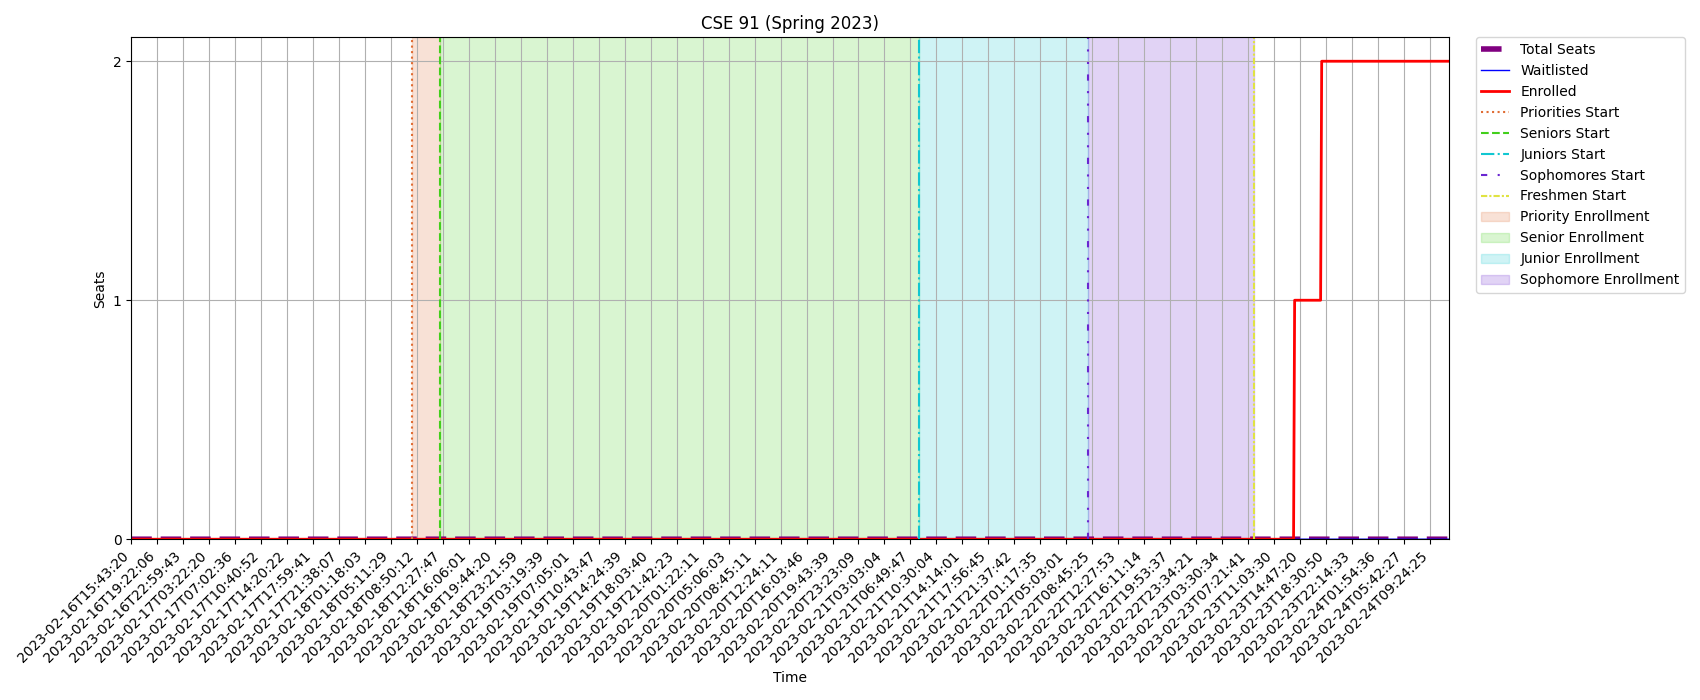 CSE 91 (Spring 2023)
Total Seats
Waitlisted
Enrolled
Priorities Start
Seniors Start
Juniors Start
Sophomores Start
Freshmen Start
Priority Enrollment
Senior Enrollment
Junior Enrollment
Sophomore Enrollment
Seats
2
1
0
2023-02-16T15:43:20
2023-02-16T19:22:06
2023-02-16T22:59:43
2023-02-17T03:22:20
2023-02-17T07:02:36
2023-02-17T10:40:52
2023-02-17T14:20:22
2023-02-17T17:59:41
2023-02-17T21:38:07
2023-02-18T01:18:03
2023-02-18T05:11:29
2023-02-18T08:50:12
2023-02-18T12:27:47
2023-02-18T16:06:01
2023-02-18T19:44:20
2023-02-18T23:21:59
2023-02-19T03:19:39
2023-02-19T07:05:01
2023-02-19T10:43:47
2023-02-19T14:24:39
2023-02-19T18:03:40
2023-02-19T21:42:23
2023-02-20T01:22:11
2023-02-20T05:06:03
2023-02-20T08:45:11
2023-02-20T12:24:11
2023-02-20T16:03:46
2023-02-20T19:43:39
2023-02-20T23:23:09
2023-02-21T03:03:04
2023-02-21T06:49:47
2023-02-21T10:30:04
2023-02-21T14:14:01
2023-02-21T17:56:45
2023-02-21T21:37:42
2023-02-22T01:17:35
2023-02-22T05:03:01
2023-02-22T08:45:25
2023-02-22T12:27:53
2023-02-22T16:11:14
2023-02-22T19:53:37
2023-02-22T23:34:21
2023-02-23T03:30:34
2023-02-23T07:21:41
2023-02-23T11:03:30
2023-02-23T14:47:20
2023-02-23T18:30:50
2023-02-23T22:14:33
2023-02-24T01:54:36
2023-02-24T05:42:27
2023-02-24T09:24:25
Time